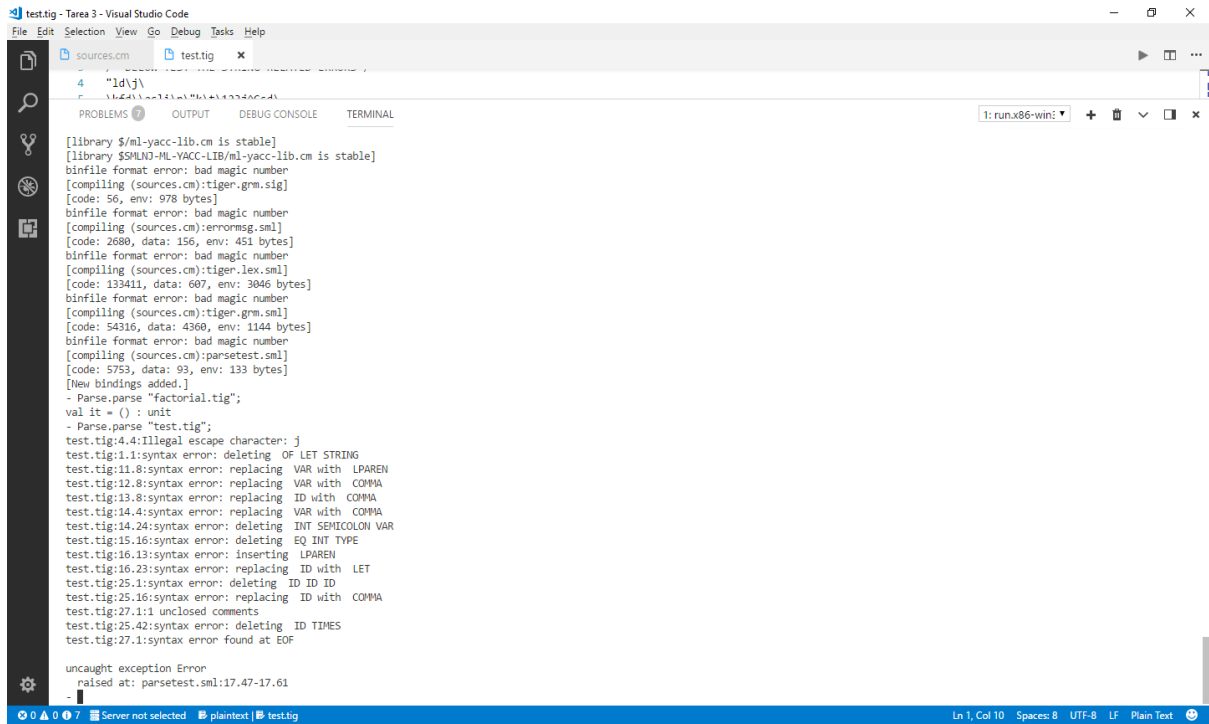 test.tig - Tarea 3 - Visual Studio Code
File Edit Selection View Go Debug Tasks Help
sources.cm test.tig
4 "ld\j\
PROBLEMS 7 OUTPUT DEBUG CONSOLE TERMINAL 1: run.x86-win
[library $/ml-yacc-lib.cm is stable]
[library $SMLNJ-ML-YACC-LIB/ml-yacc-lib.cm is stable]
binfile format error: bad magic number
[compiling (sources.cm):tiger.grm.sig]
[code: 56, env: 978 bytes]
binfile format error: bad magic number
[compiling (sources.cm):errormsg.sml]
[code: 2680, data: 156, env: 451 bytes]
binfile format error: bad magic number
[compiling (sources.cm):tiger.lex.sml]
[code: 133411, data: 607, env: 3046 bytes]
binfile format error: bad magic number
[compiling (sources.cm):tiger.grm.sml]
[code: 54316, data: 4360, env: 1144 bytes]
binfile format error: bad magic number
[compiling (sources.cm):parsetest.sml]
[code: 5753, data: 93, env: 133 bytes]
[New bindings added.]
- Parse.parse "factorial.tig";
val it = () : unit
- Parse.parse "test.tig";
test.tig:4.4:Illegal escape character: j
test.tig:1.1:syntax error: deleting  OF LET STRING
test.tig:11.8:syntax error: replacing  VAR with  LPAREN
test.tig:12.8:syntax error: replacing  VAR with  COMMA
test.tig:13.8:syntax error: replacing  ID with  COMMA
test.tig:14.4:syntax error: replacing  VAR with  COMMA
test.tig:14.24:syntax error: deleting  INT SEMICOLON VAR
test.tig:15.16:syntax error: deleting  EQ INT TYPE
test.tig:16.13:syntax error: inserting  LPAREN
test.tig:16.23:syntax error: replacing  ID with  LET
test.tig:25.1:syntax error: deleting  ID ID ID
test.tig:25.16:syntax error: replacing  ID with  COMMA
test.tig:27.1:1 unclosed comments
test.tig:25.42:syntax error: deleting  ID TIMES
test.tig:27.1:syntax error found at EOF
uncaught exception Error
raised at: parsetest.sml:17.47-17.61
-
0 0 7 Server not selected plaintext | test.tig Ln 1, Col 10 Spaces: 8 UTF-8 LF Plain Text